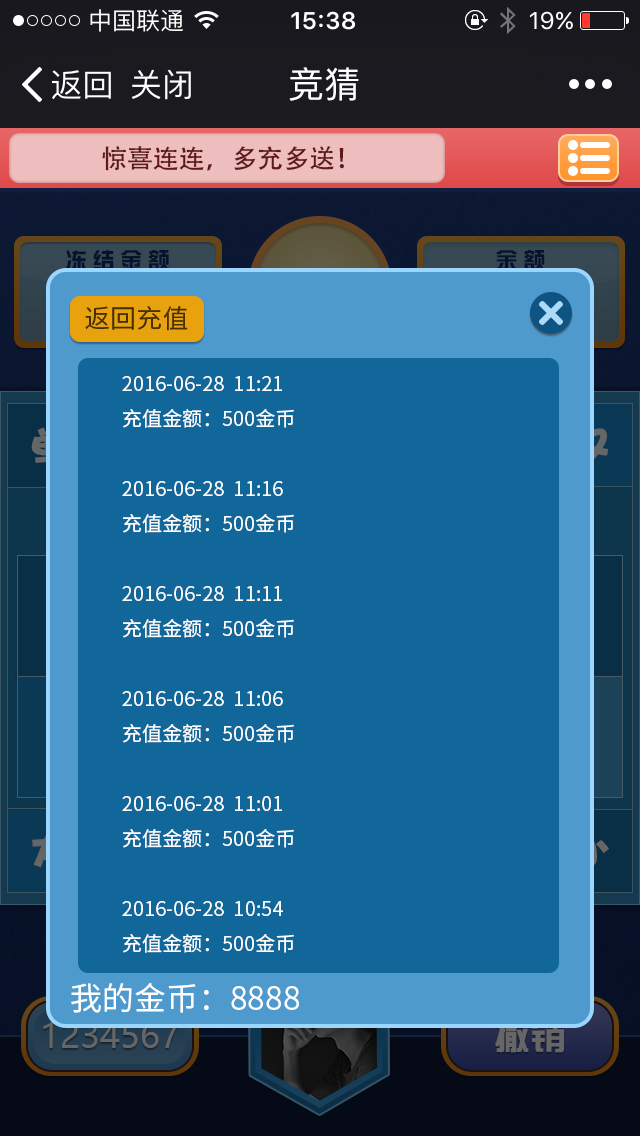 中国联通 15:38 19%
返回 关闭 竞猜
惊喜连连，多充多送！
冻结金额 余额
返回充值
2016-06-28 11:21
充值金额：500金币
2016-06-28 11:16
充值金额：500金币
2016-06-28 11:11
充值金额：500金币
2016-06-28 11:06
充值金额：500金币
2016-06-28 11:01
充值金额：500金币
2016-06-28 10:54
充值金额：500金币
我的金币：8888
1234567 撤销